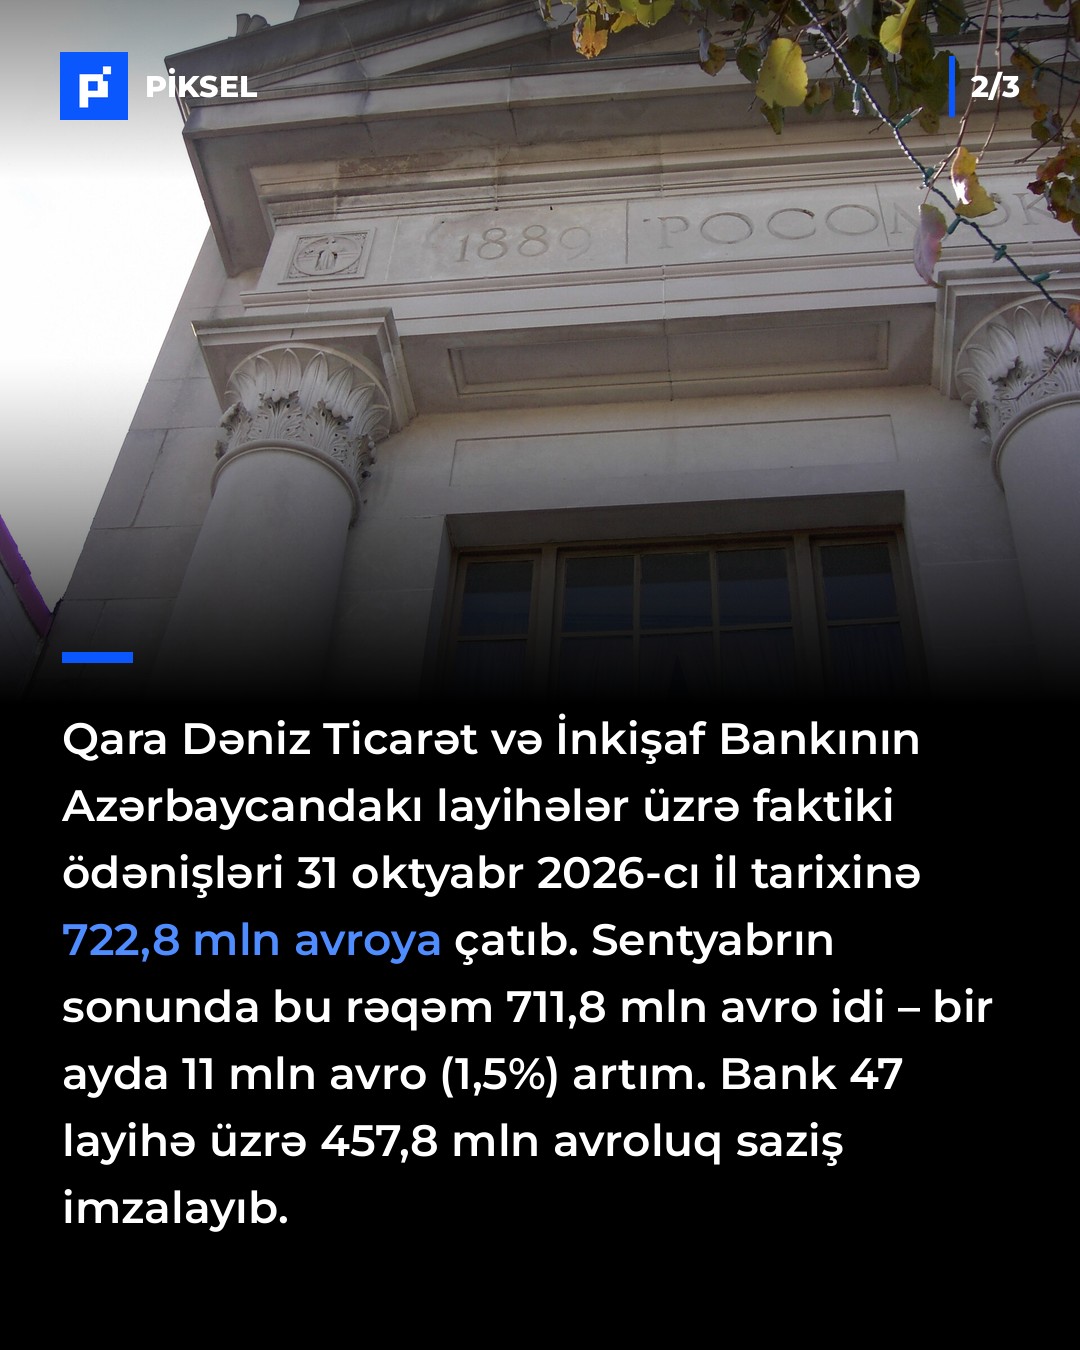 PİKSEL
2/3
1889 POCON
Qara Dəniz Ticarət və İnkişaf Bankının
Azərbaycandakı layihələr üzrə faktiki
ödənişləri 31 oktyabr 2026-cı il tarixinə
722,8 mln avroya çatıb. Sentyabrın
sonunda bu rəqəm 711,8 mln avro idi – bir
ayda 11 mln avro (1,5%) artım. Bank 47
layihə üzrə 457,8 mln avroluq saziş
imzalayıb.